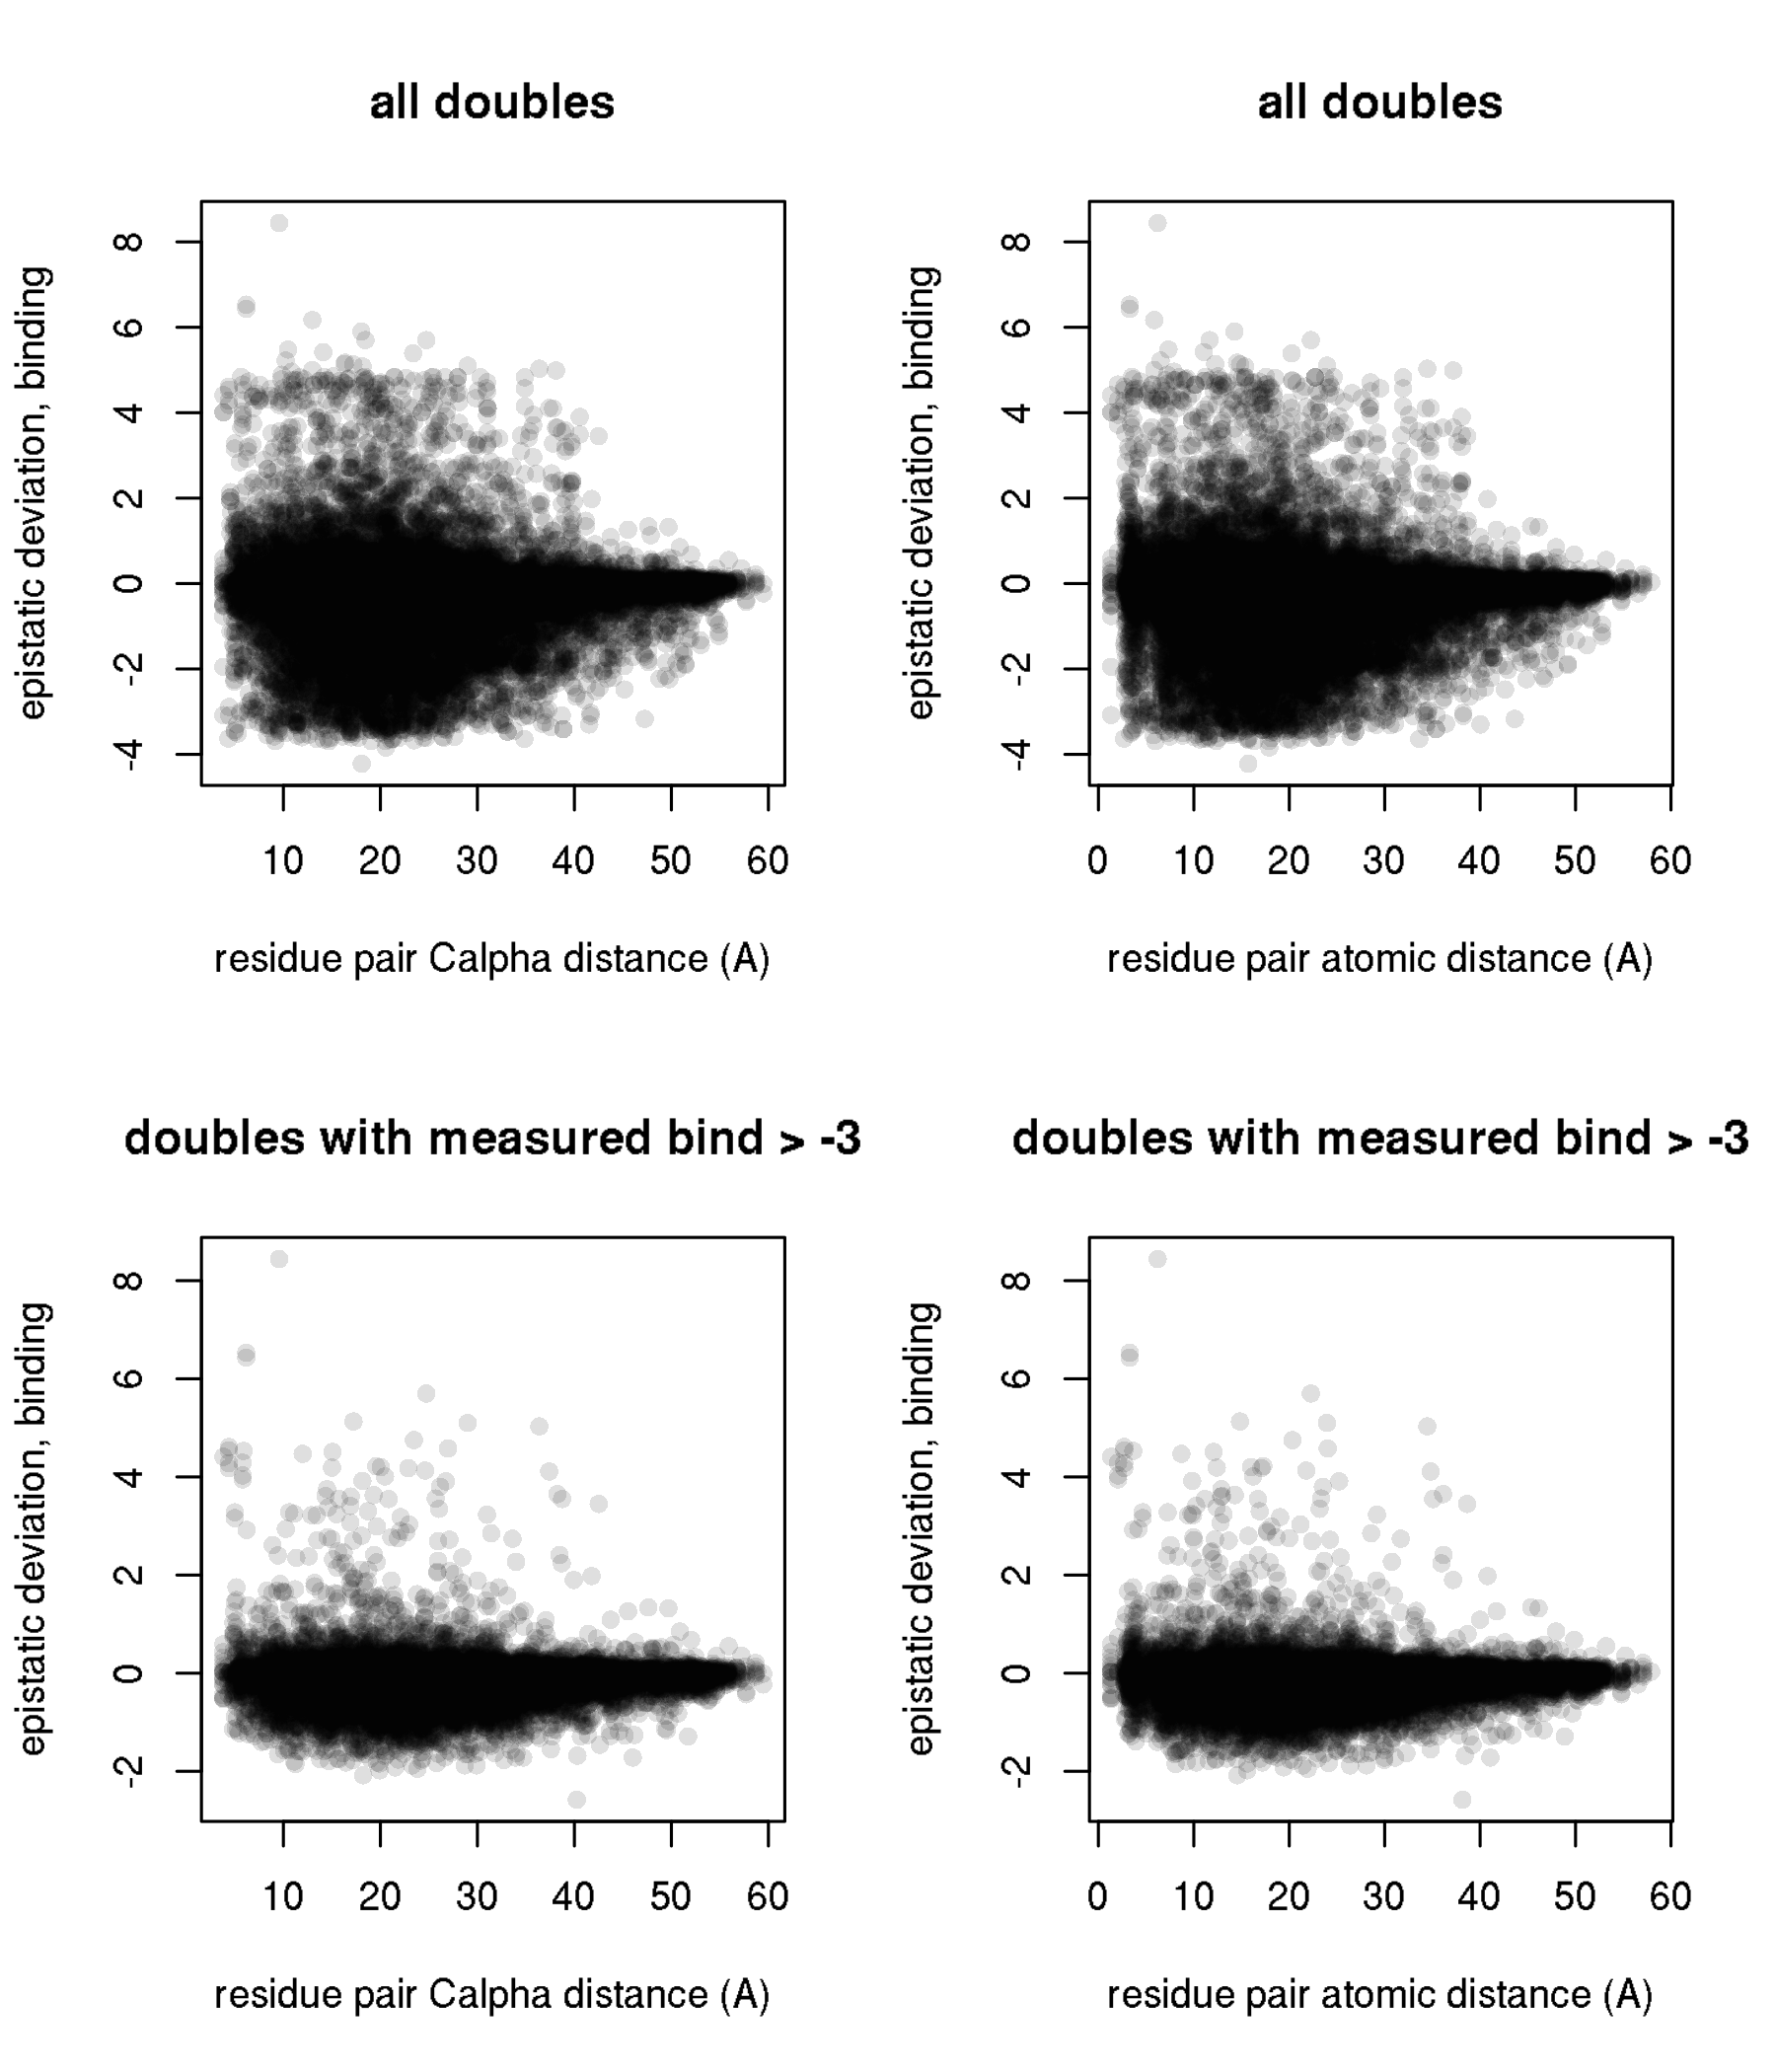 all doubles
epistatic deviation, binding
8
6
4
2
0
-2
-4
10 20 30 40 50 60
residue pair Calpha distance (A)
all doubles
epistatic deviation, binding
8
6
4
2
0
-2
-4
0 10 20 30 40 50 60
residue pair atomic distance (A)
doubles with measured bind > -3
epistatic deviation, binding
8
6
4
2
0
-2
10 20 30 40 50 60
residue pair Calpha distance (A)
doubles with measured bind > -3
epistatic deviation, binding
8
6
4
2
0
-2
0 10 20 30 40 50 60
residue pair atomic distance (A)